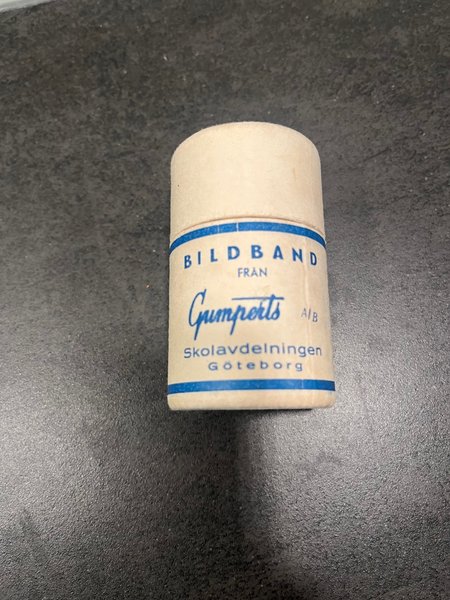 BILDBAND
FRÅN
Gumperts A/B
Skolavdelningen
Göteborg